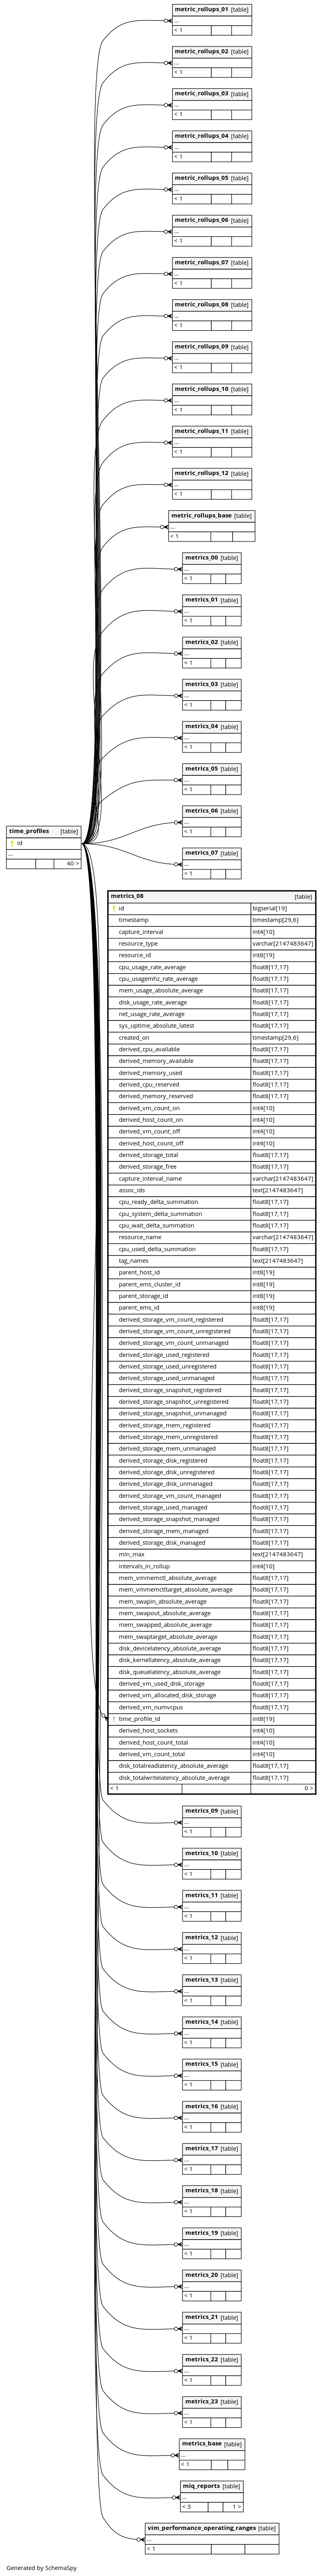 metric_rollups_01 [table]
...
< 1
metric_rollups_02 [table]
...
< 1
metric_rollups_03 [table]
...
< 1
metric_rollups_04 [table]
...
< 1
metric_rollups_05 [table]
...
< 1
metric_rollups_06 [table]
...
< 1
metric_rollups_07 [table]
...
< 1
metric_rollups_08 [table]
...
< 1
metric_rollups_09 [table]
...
< 1
metric_rollups_10 [table]
...
< 1
metric_rollups_11 [table]
...
< 1
metric_rollups_12 [table]
...
< 1
metric_rollups_base [table]
...
< 1
metrics_00 [table]
...
< 1
metrics_01 [table]
...
< 1
metrics_02 [table]
...
< 1
metrics_03 [table]
...
< 1
metrics_04 [table]
...
< 1
metrics_05 [table]
...
< 1
metrics_06 [table]
...
< 1
time_profiles [table]
id
...
40 >
metrics_07 [table]
...
< 1
metrics_08 [table]
id bigserial[19]
timestamp timestamp[29,6]
capture_interval int4[10]
resource_type varchar[2147483647]
resource_id int8[19]
cpu_usage_rate_average float8[17,17]
cpu_usagemhz_rate_average float8[17,17]
mem_usage_absolute_average float8[17,17]
disk_usage_rate_average float8[17,17]
net_usage_rate_average float8[17,17]
sys_uptime_absolute_latest float8[17,17]
created_on timestamp[29,6]
derived_cpu_available float8[17,17]
derived_memory_available float8[17,17]
derived_memory_used float8[17,17]
derived_cpu_reserved float8[17,17]
derived_memory_reserved float8[17,17]
derived_vm_count_on int4[10]
derived_host_count_on int4[10]
derived_vm_count_off int4[10]
derived_host_count_off int4[10]
derived_storage_total float8[17,17]
derived_storage_free float8[17,17]
capture_interval_name varchar[2147483647]
assoc_ids text[2147483647]
cpu_ready_delta_summation float8[17,17]
cpu_system_delta_summation float8[17,17]
cpu_wait_delta_summation float8[17,17]
resource_name varchar[2147483647]
cpu_used_delta_summation float8[17,17]
tag_names text[2147483647]
parent_host_id int8[19]
parent_ems_cluster_id int8[19]
parent_storage_id int8[19]
parent_ems_id int8[19]
derived_storage_vm_count_registered float8[17,17]
derived_storage_vm_count_unregistered float8[17,17]
derived_storage_vm_count_unmanaged float8[17,17]
derived_storage_used_registered float8[17,17]
derived_storage_used_unregistered float8[17,17]
derived_storage_used_unmanaged float8[17,17]
derived_storage_snapshot_registered float8[17,17]
derived_storage_snapshot_unregistered float8[17,17]
derived_storage_snapshot_unmanaged float8[17,17]
derived_storage_mem_registered float8[17,17]
derived_storage_mem_unregistered float8[17,17]
derived_storage_mem_unmanaged float8[17,17]
derived_storage_disk_registered float8[17,17]
derived_storage_disk_unregistered float8[17,17]
derived_storage_disk_unmanaged float8[17,17]
derived_storage_vm_count_managed float8[17,17]
derived_storage_used_managed float8[17,17]
derived_storage_snapshot_managed float8[17,17]
derived_storage_mem_managed float8[17,17]
derived_storage_disk_managed float8[17,17]
min_max text[2147483647]
intervals_in_rollup int4[10]
mem_vmmemctl_absolute_average float8[17,17]
mem_vmmemctltarget_absolute_average float8[17,17]
mem_swapin_absolute_average float8[17,17]
mem_swapout_absolute_average float8[17,17]
mem_swapped_absolute_average float8[17,17]
mem_swaptarget_absolute_average float8[17,17]
disk_devicelatency_absolute_average float8[17,17]
disk_kernellatency_absolute_average float8[17,17]
disk_queuelatency_absolute_average float8[17,17]
derived_vm_used_disk_storage float8[17,17]
derived_vm_allocated_disk_storage float8[17,17]
derived_vm_numvcpus float8[17,17]
time_profile_id int8[19]
derived_host_sockets int4[10]
derived_host_count_total int4[10]
derived_vm_count_total int4[10]
disk_totalreadlatency_absolute_average float8[17,17]
disk_totalwritelatency_absolute_average float8[17,17]
< 1 0 >
metrics_09 [table]
...
< 1
metrics_10 [table]
...
< 1
metrics_11 [table]
...
< 1
metrics_12 [table]
...
< 1
metrics_13 [table]
...
< 1
metrics_14 [table]
...
< 1
metrics_15 [table]
...
< 1
metrics_16 [table]
...
< 1
metrics_17 [table]
...
< 1
metrics_18 [table]
...
< 1
metrics_19 [table]
...
< 1
metrics_20 [table]
...
< 1
metrics_21 [table]
...
< 1
metrics_22 [table]
...
< 1
metrics_23 [table]
...
< 1
metrics_base [table]
...
< 1
miq_reports [table]
...
< 3 1 >
vim_performance_operating_ranges [table]
...
< 1
Generated by SchemaSpy